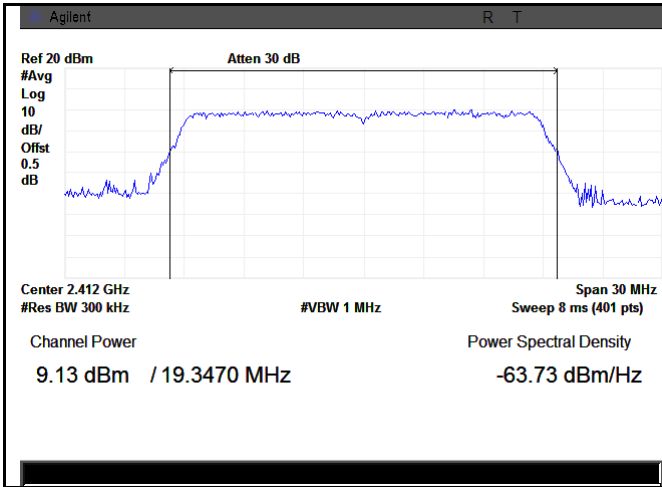 Agilent R T
Ref 20 dBm Atten 30 dB
#Avg
Log
10
dB/
Offst
0.5
dB
Center 2.412 GHz Span 30 MHz
#Res BW 300 kHz #VBW 1 MHz Sweep 8 ms (401 pts)
Channel Power Power Spectral Density
9.13 dBm / 19.3470 MHz -63.73 dBm/Hz